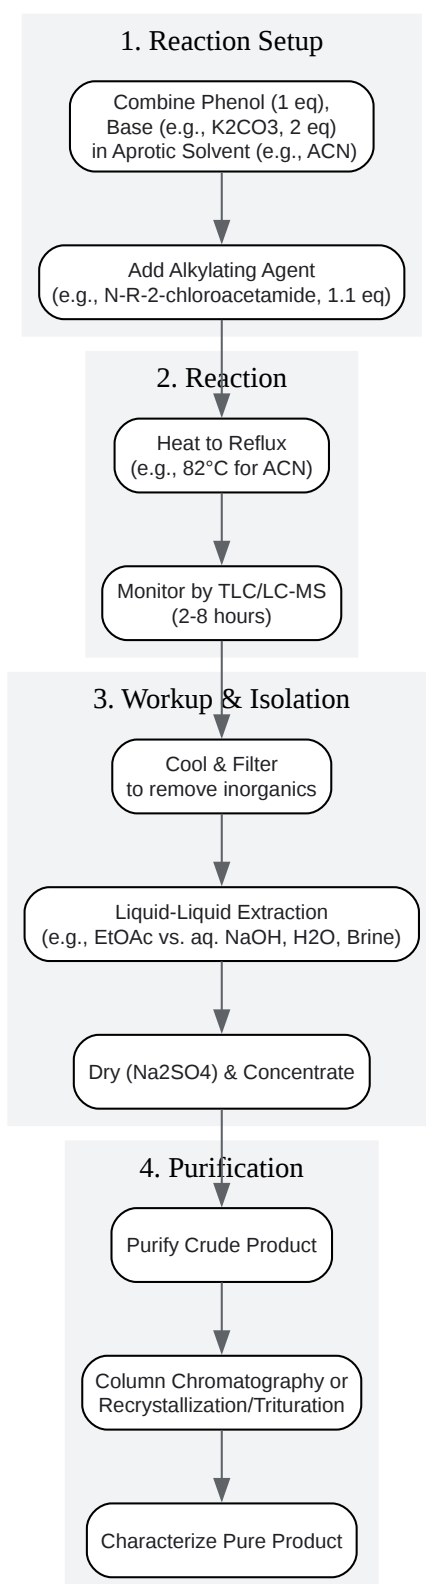 1. Reaction Setup
Combine Phenol (1 eq),
Base (e.g., K2CO3, 2 eq)
in Aprotic Solvent (e.g., ACN)
Add Alkylating Agent
(e.g., N-R-2-chloroacetamide, 1.1 eq)
2. Reaction
Heat to Reflux
(e.g., 82°C for ACN)
Monitor by TLC/LC-MS
(2-8 hours)
3. Workup & Isolation
Cool & Filter
to remove inorganics
Liquid-Liquid Extraction
(e.g., EtOAc vs. aq. NaOH, H2O, Brine)
Dry (Na2SO4) & Concentrate
4. Purification
Purify Crude Product
Column Chromatography or
Recrystallization/Trituration
Characterize Pure Product